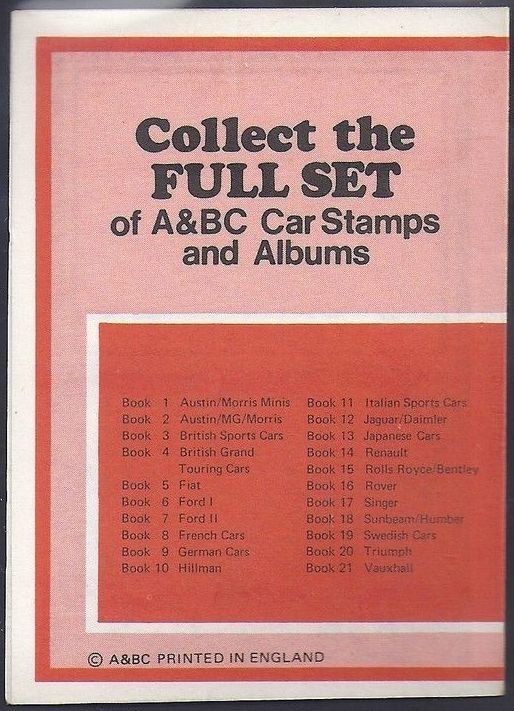 Collect the
FULL SET
of A&BC Car Stamps
and Albums
Book 1 Austin/Morris Minis
Book 2 Austin/MG/Morris
Book 3 British Sports Cars
Book 4 British Grand
Touring Cars
Book 5 Fiat
Book 6 Ford I
Book 7 Ford II
Book 8 French Cars
Book 9 German Cars
Book 10 Hillman
Book 11 Italian Sports Cars
Book 12 Jaguar/Daimler
Book 13 Japanese Cars
Book 14 Renault
Book 15 Rolls Royce/Bentley
Book 16 Rover
Book 17 Singer
Book 18 Sunbeam/Humber
Book 19 Swedish Cars
Book 20 Triumph
Book 21 Vauxhall
© A&BC PRINTED IN ENGLAND